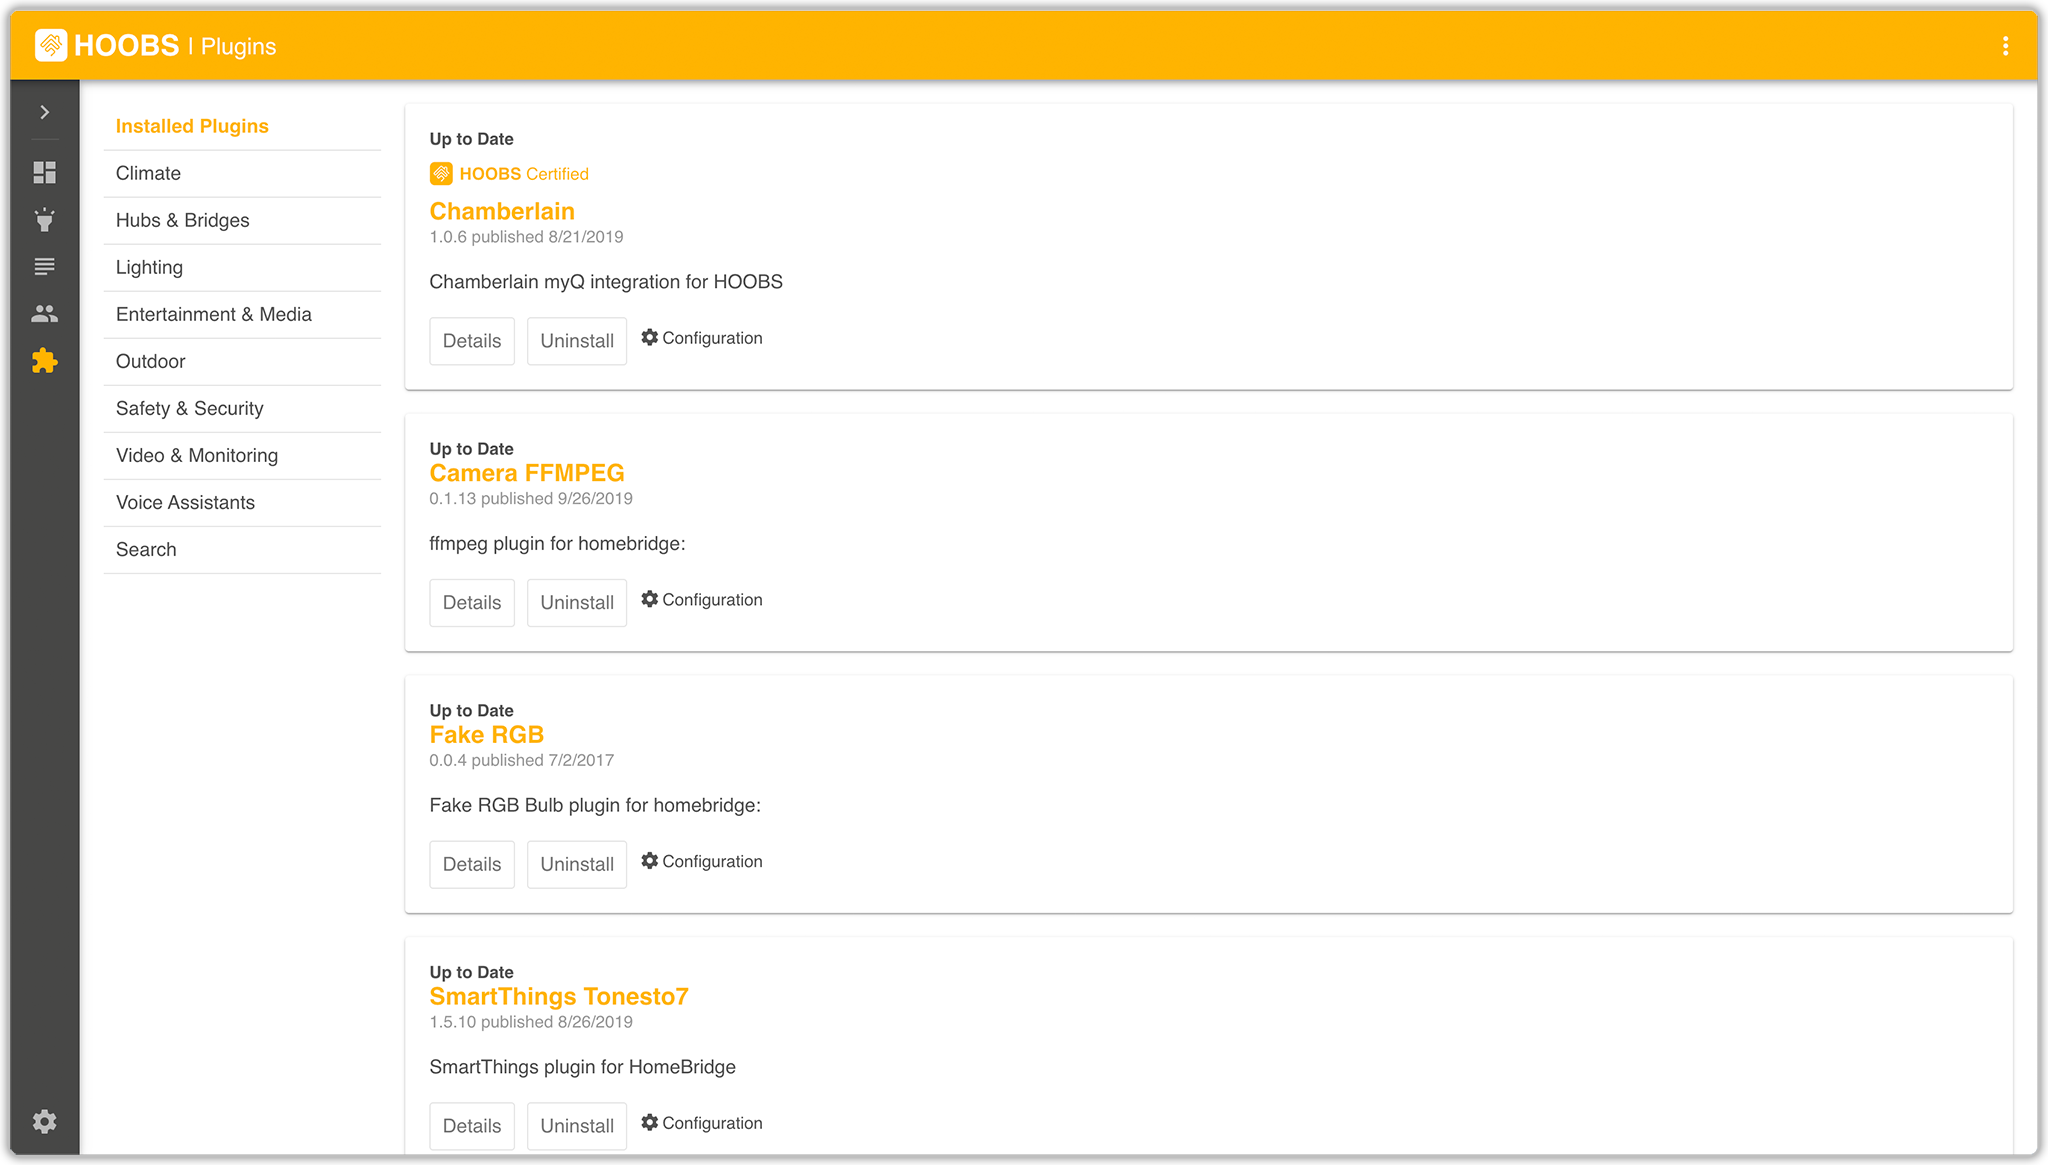 HOOBS | Plugins
Installed Plugins
Climate
Hubs & Bridges
Lighting
Entertainment & Media
Outdoor
Safety & Security
Video & Monitoring
Voice Assistants
Search
Up to Date
HOOBS Certified
Chamberlain
1.0.6 published 8/21/2019
Chamberlain myQ integration for HOOBS
Details Uninstall Configuration
Up to Date
Camera FFMPEG
0.1.13 published 9/26/2019
ffmpeg plugin for homebridge:
Details Uninstall Configuration
Up to Date
Fake RGB
0.0.4 published 7/2/2017
Fake RGB Bulb plugin for homebridge:
Details Uninstall Configuration
Up to Date
SmartThings Tonesto7
1.5.10 published 8/26/2019
SmartThings plugin for HomeBridge
Details Uninstall Configuration